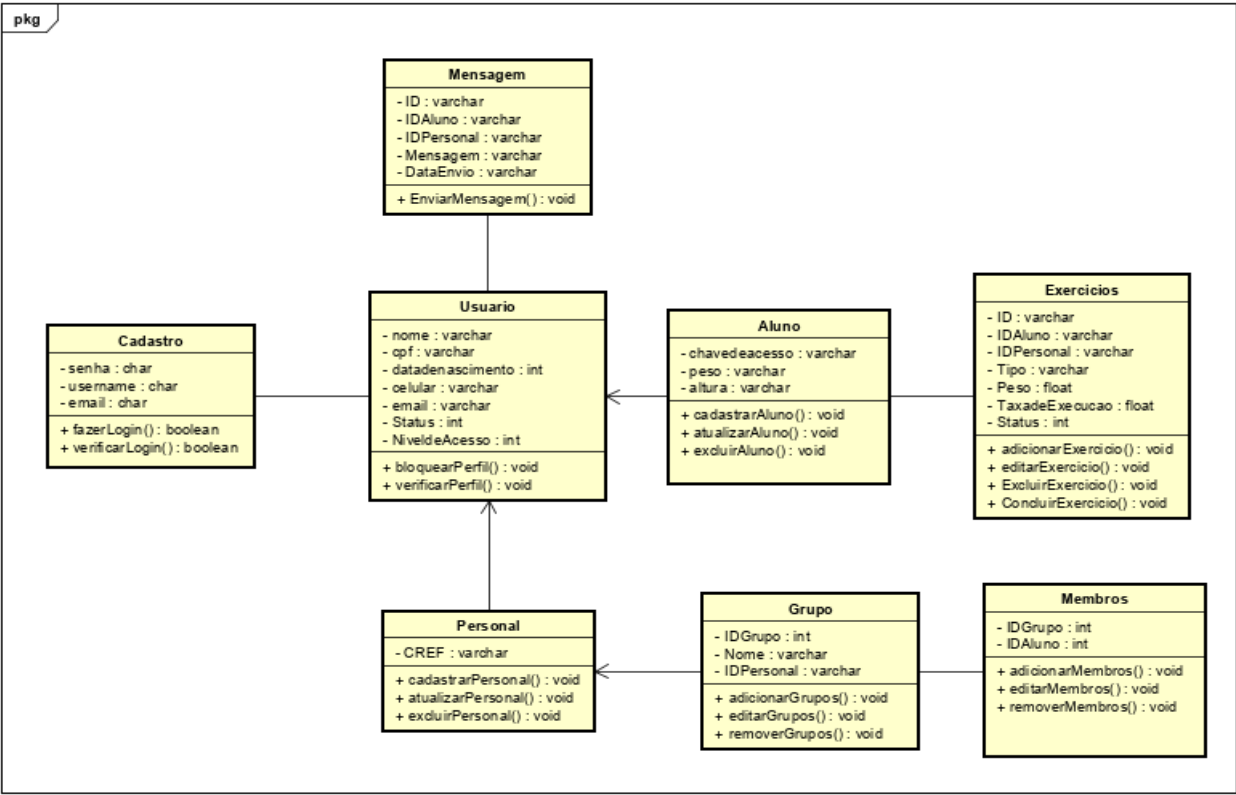 pkg
Mensagem
- ID : varchar
- IDAluno : varchar
- IDPersonal : varchar
- Mensagem : varchar
- DataEnvio : varchar
+ EnviarMensagem() : void
Cadastro
- senha : char
- username : char
- email : char
+ fazerLogin() : boolean
+ verificarLogin() : boolean
Usuario
- nome : varchar
- cpf : varchar
- datadenascimento : int
- celular : varchar
- email : varchar
- Status : int
- NiveldeAcesso : int
+ bloquearPerfil() : void
+ verificarPerfil() : void
Aluno
- chavedeacesso : varchar
- peso : varchar
- altura : varchar
+ cadastrarAluno() : void
+ atualizarAluno() : void
+ excluirAluno() : void
Exercicios
- ID : varchar
- IDAluno : varchar
- IDPersonal : varchar
- Tipo : varchar
- Peso : float
- TaxadeExecucao : float
- Status : int
+ adicionarExercicio() : void
+ editarExercicio() : void
+ ExcluirExercicio() : void
+ ConcluirExercicio() : void
Personal
- CREF : varchar
+ cadastrarPersonal() : void
+ atualizarPersonal() : void
+ excluirPersonal() : void
Grupo
- IDGrupo : int
- Nome : varchar
- IDPersonal : varchar
+ adicionarGrupos() : void
+ editarGrupos() : void
+ removerGrupos() : void
Membros
- IDGrupo : int
- IDAluno : int
+ adicionarMembros() : void
+ editarMembros() : void
+ removerMembros() : void